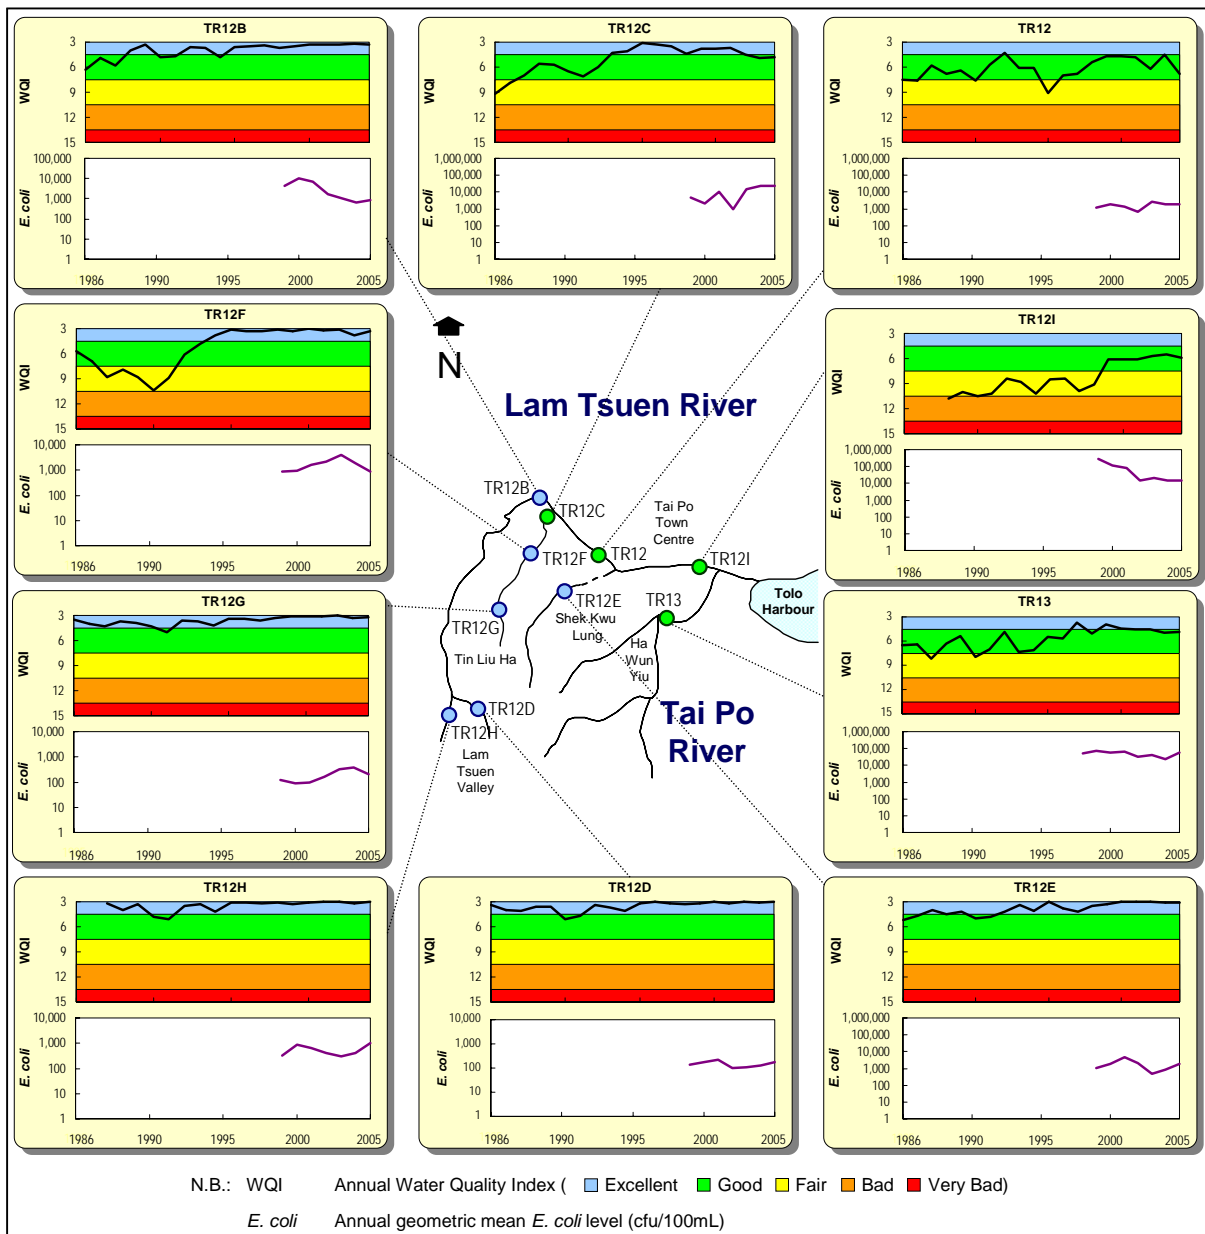 TR12B
WQI
3
6
9
12
15
E. coli
100,000
10,000
1,000
100
10
1
1986
1990
1995
2000
2005
TR12C
WQI
3
6
9
12
15
E. coli
1,000,000
100,000
10,000
1,000
100
10
1
1986
1990
1995
2000
2005
TR12
WQI
3
6
9
12
15
E. coli
1,000,000
100,000
10,000
1,000
100
10
1
1986
1990
1995
2000
2005
TR12F
WQI
3
6
9
12
15
E. coli
10,000
1,000
100
10
1
TR12I
WQI
3
6
9
12
15
E. coli
1,000,000
100,000
10,000
1,000
100
10
1
N
Lam Tsuen River
TR12B
TR12C
Tai Po
Town
Centre
TR12F
TR12
TR12I
TR12E
TR13
Tolo
Harbour
TR12G
Shek Kwu
Lung
Tin Liu Ha
Ha
Wun
Yiu
TR12D
TR12H
Tai Po
River
Lam
Tsuen
Valley
TR12G
WQI
3
6
9
12
15
E. coli
10,000
1,000
100
10
1
1986
1990
1995
2000
2005
TR13
WQI
3
6
9
12
15
E. coli
1,000,000
100,000
10,000
1,000
100
10
1
1986
1990
1995
2000
2005
TR12H
WQI
3
6
9
12
15
E. coli
10,000
1,000
100
10
1
1986
1990
1995
2000
2005
TR12D
WQI
3
6
9
12
15
E. coli
10,000
1,000
100
10
1
1986
1990
1995
2000
2005
TR12E
WQI
3
6
9
12
15
E. coli
1,000,000
100,000
10,000
1,000
100
10
1
1986
1990
1995
2000
2005
N.B.: WQI Annual Water Quality Index ( Excellent Good Fair Bad Very Bad)
E. coli Annual geometric mean E. coli level (cfu/100mL)